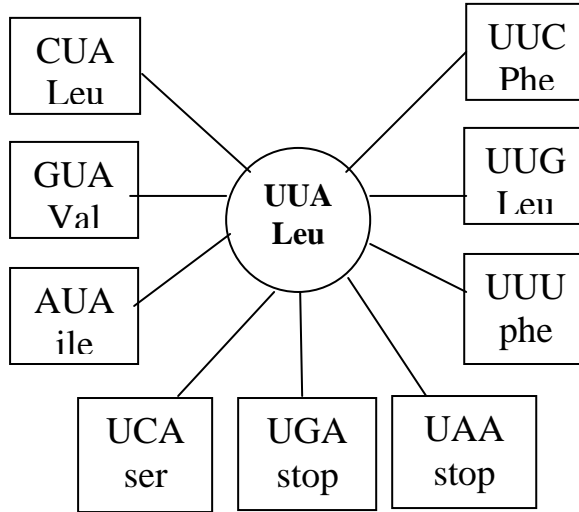 CUA
Leu
GUA
Val
AUA
ile
UUA
Leu
UUC
Phe
UUG
Leu
UUU
phe
UCA
ser
UGA
stop
UAA
stop